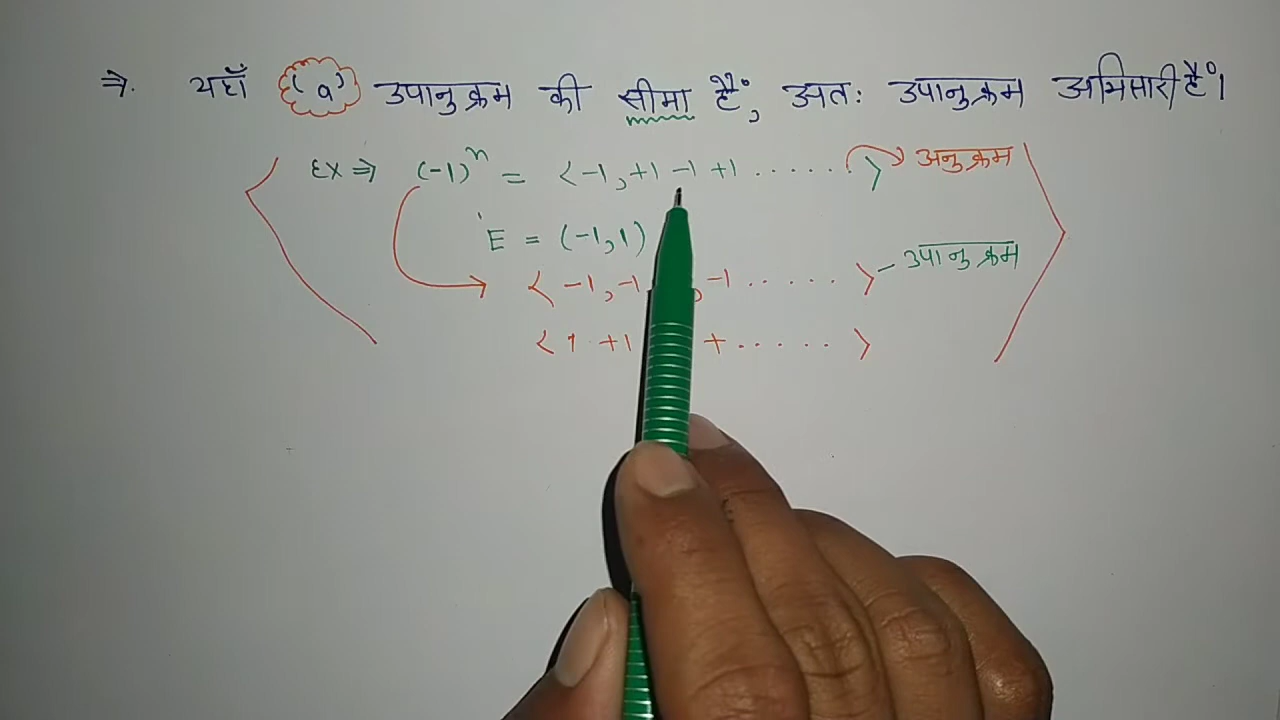 ⇒. यहाँ (a) उपानुक्रम की सीमा हैं, अतः उपानुक्रम अभिसारी हैं।
EX ⇒ (-1)ⁿ = < -1, +1 -1 +1 ...... > अनुक्रम
E = (-1, 1)
< -1, -1 , -1 ...... > - उपानुक्रम
< 1 +1 + ..... >